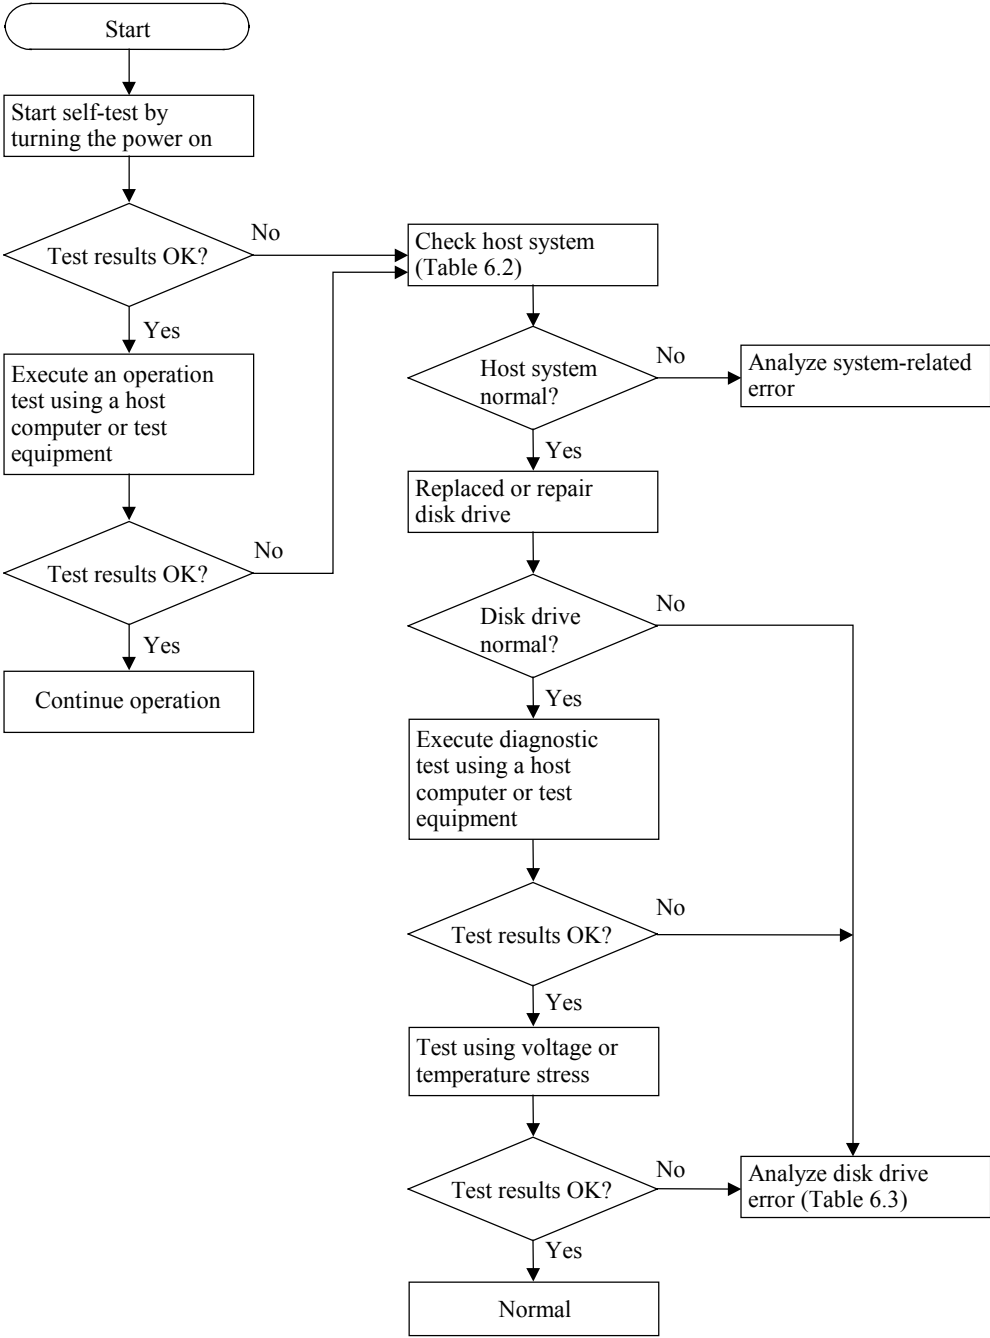 Start
Start self-test by
turning the power on
Test results OK?
No
Yes
Execute an operation
test using a host
computer or test
equipment
Test results OK?
No
Yes
Continue operation
Check host system
(Table 6.2)
Host system
normal?
No
Analyze system-related
error
Yes
Replaced or repair
disk drive
Disk drive
normal?
No
Yes
Execute diagnostic
test using a host
computer or test
equipment
Test results OK?
No
Yes
Test using voltage or
temperature stress
Test results OK?
No
Analyze disk drive
error (Table 6.3)
Yes
Normal